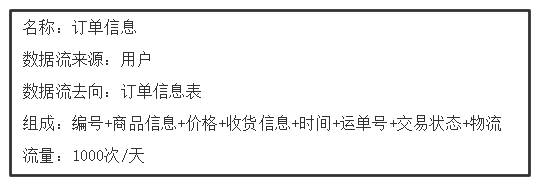 名称：订单信息
数据流来源：用户
数据流去向：订单信息表
组成：编号+商品信息+价格+收货信息+时间+运单号+交易状态+物流
流量：1000次/天